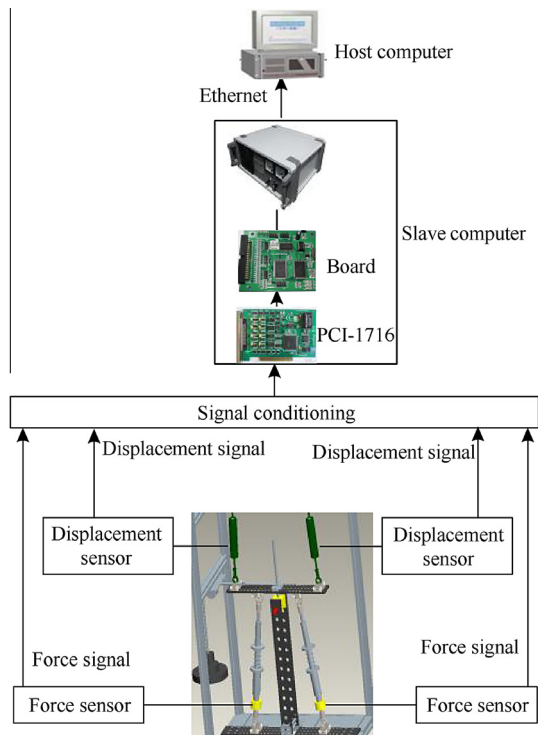 Host computer
Ethernet
Slave computer
Board
PCI-1716
Signal conditioning
Displacement signal
Displacement signal
Displacement
sensor
Displacement
sensor
Force signal
Force signal
Force sensor
Force sensor